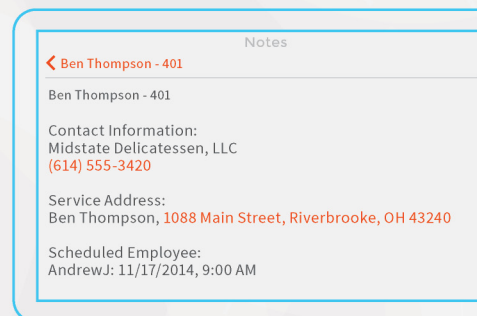 Notes
Ben Thompson - 401
Ben Thompson - 401
Contact Information:
Midstate Delicatessen, LLC
(614) 555-3420
Service Address:
Ben Thompson, 1088 Main Street, Riverbrooke, OH 43240
Scheduled Employee:
AndrewJ: 11/17/2014, 9:00 AM